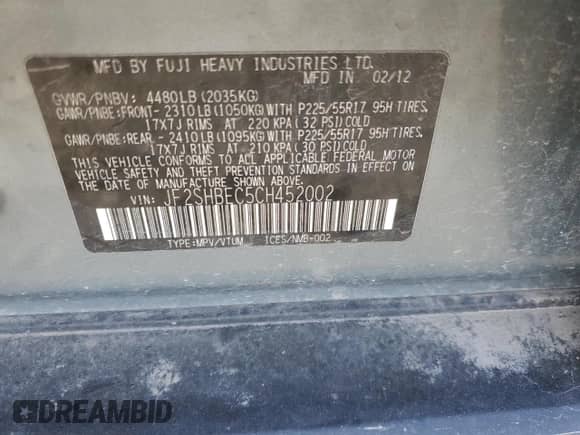 MFD BY FUJI HEAVY INDUSTRIES LTD.
MFD IN 02/12
GVWR/PNBV: 4480LB (2035KG)
GAWR/PNBE:FRONT-2310LB(1050KG)WITH P225/55R17 95H TIRES,
17X7J RIMS AT 220 KPA(32 PSI)COLD
GAWR/PNBE:REAR -2410LB(1095KG)WITH P225/55R17 95H TIRES,
17X7J RIMS AT 210 KPA(30 PSI)COLD
THIS VEHICLE CONFORMS TO ALL APPLICABLE FEDERAL MOTOR
VEHICLE SAFETY STANDARDS IN EFFECT ON THE
DATE OF MANUFACTURE SHOWN ABOVE.
VIN: JF2SHBEC5CH452002
TYPE:MPV/VTUM ICES/NMB-002
DREAMBID